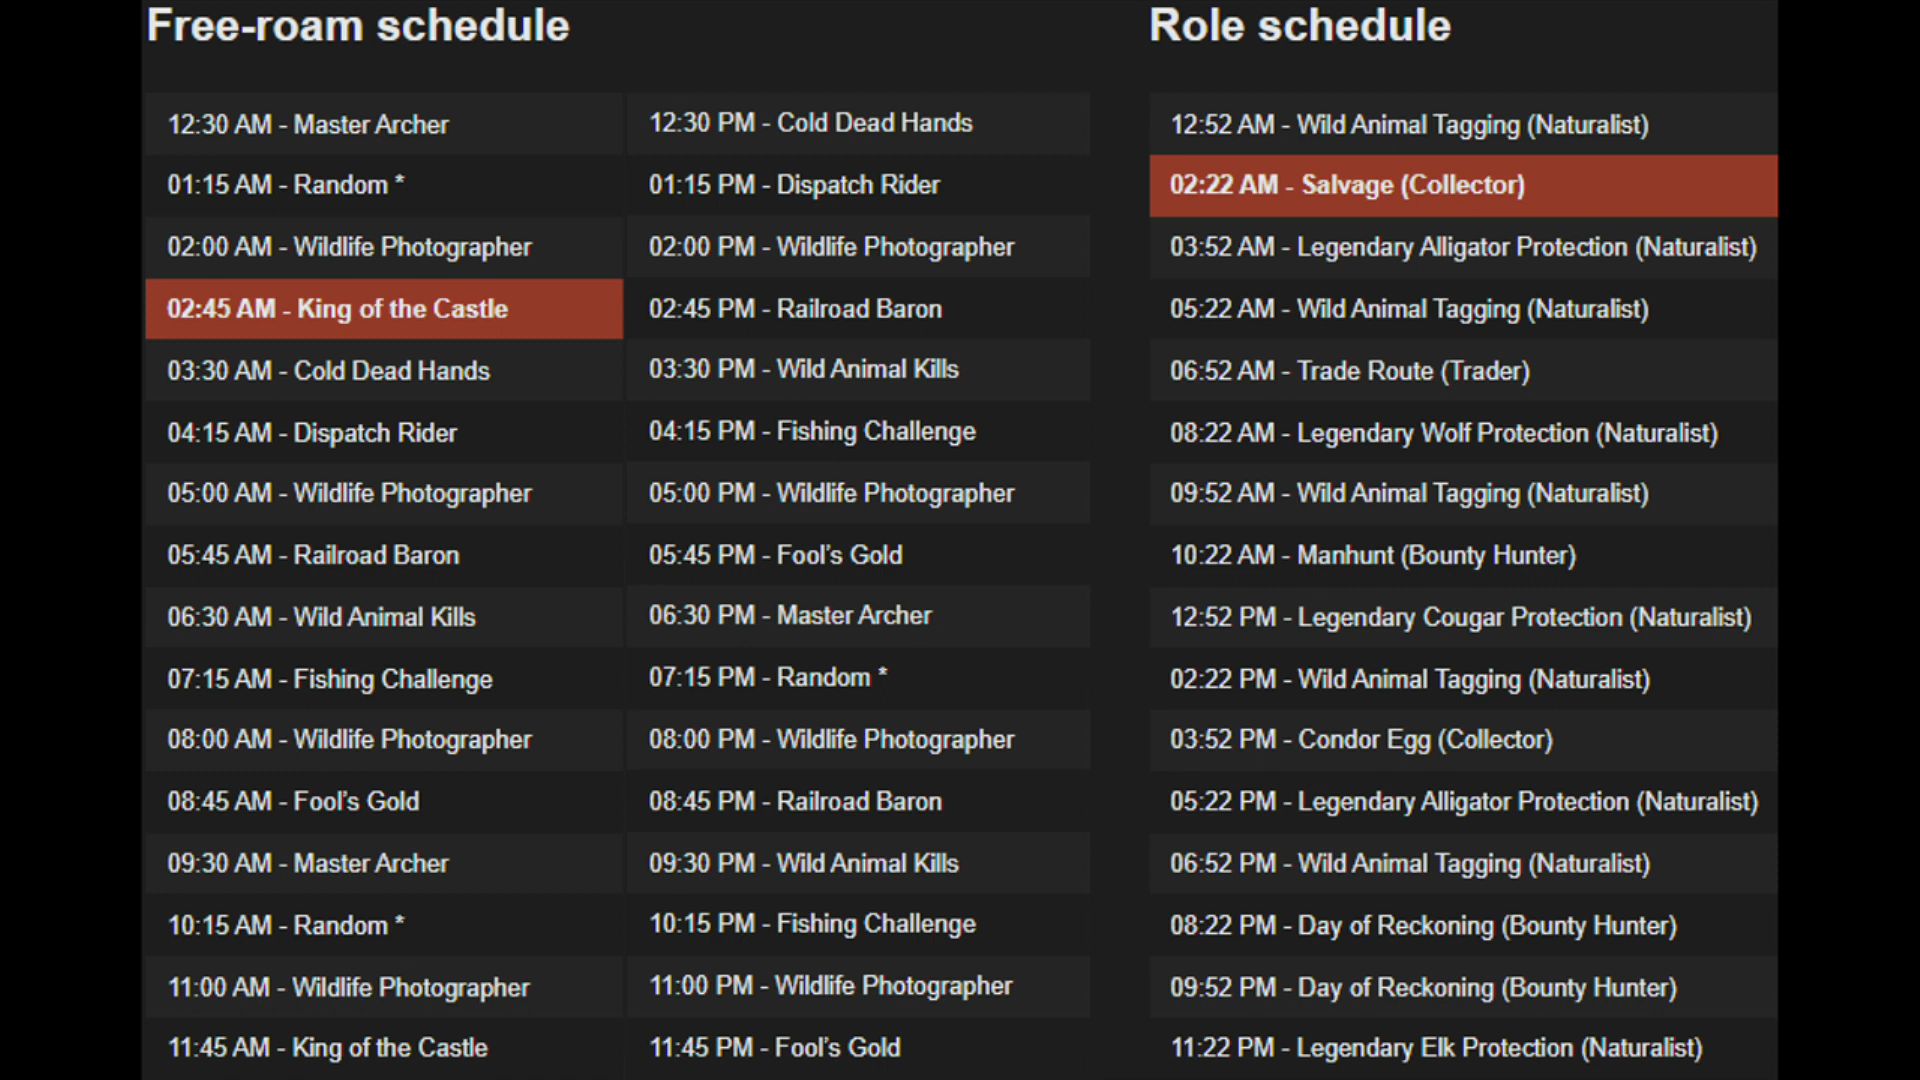 Free-roam schedule
12:30 AM - Master Archer
01:15 AM - Random *
02:00 AM - Wildlife Photographer
02:45 AM - King of the Castle
03:30 AM - Cold Dead Hands
04:15 AM - Dispatch Rider
05:00 AM - Wildlife Photographer
05:45 AM - Railroad Baron
06:30 AM - Wild Animal Kills
07:15 AM - Fishing Challenge
08:00 AM - Wildlife Photographer
08:45 AM - Fool's Gold
09:30 AM - Master Archer
10:15 AM - Random *
11:00 AM - Wildlife Photographer
11:45 AM - King of the Castle
12:30 PM - Cold Dead Hands
01:15 PM - Dispatch Rider
02:00 PM - Wildlife Photographer
02:45 PM - Railroad Baron
03:30 PM - Wild Animal Kills
04:15 PM - Fishing Challenge
05:00 PM - Wildlife Photographer
05:45 PM - Fool's Gold
06:30 PM - Master Archer
07:15 PM - Random *
08:00 PM - Wildlife Photographer
08:45 PM - Railroad Baron
09:30 PM - Wild Animal Kills
10:15 PM - Fishing Challenge
11:00 PM - Wildlife Photographer
11:45 PM - Fool's Gold
Role schedule
12:52 AM - Wild Animal Tagging (Naturalist)
02:22 AM - Salvage (Collector)
03:52 AM - Legendary Alligator Protection (Naturalist)
05:22 AM - Wild Animal Tagging (Naturalist)
06:52 AM - Trade Route (Trader)
08:22 AM - Legendary Wolf Protection (Naturalist)
09:52 AM - Wild Animal Tagging (Naturalist)
10:22 AM - Manhunt (Bounty Hunter)
12:52 PM - Legendary Cougar Protection (Naturalist)
02:22 PM - Wild Animal Tagging (Naturalist)
03:52 PM - Condor Egg (Collector)
05:22 PM - Legendary Alligator Protection (Naturalist)
06:52 PM - Wild Animal Tagging (Naturalist)
08:22 PM - Day of Reckoning (Bounty Hunter)
09:52 PM - Day of Reckoning (Bounty Hunter)
11:22 PM - Legendary Elk Protection (Naturalist)